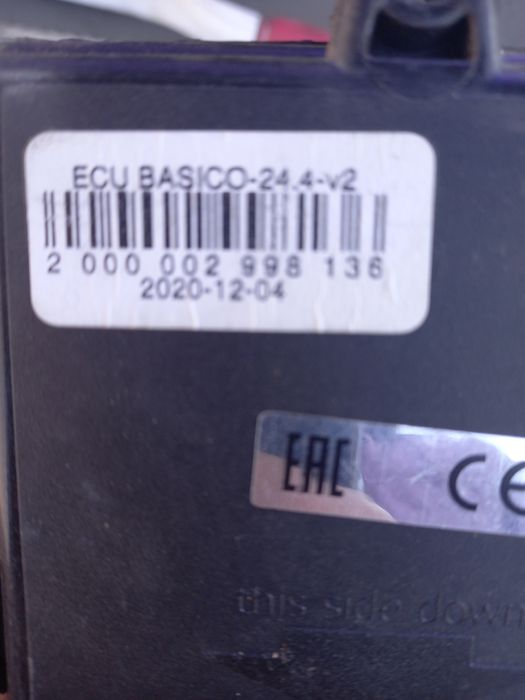 ECU BASICO-24.4-v2
2 000 002 998 136
2020-12-04
EAC CE
this side down